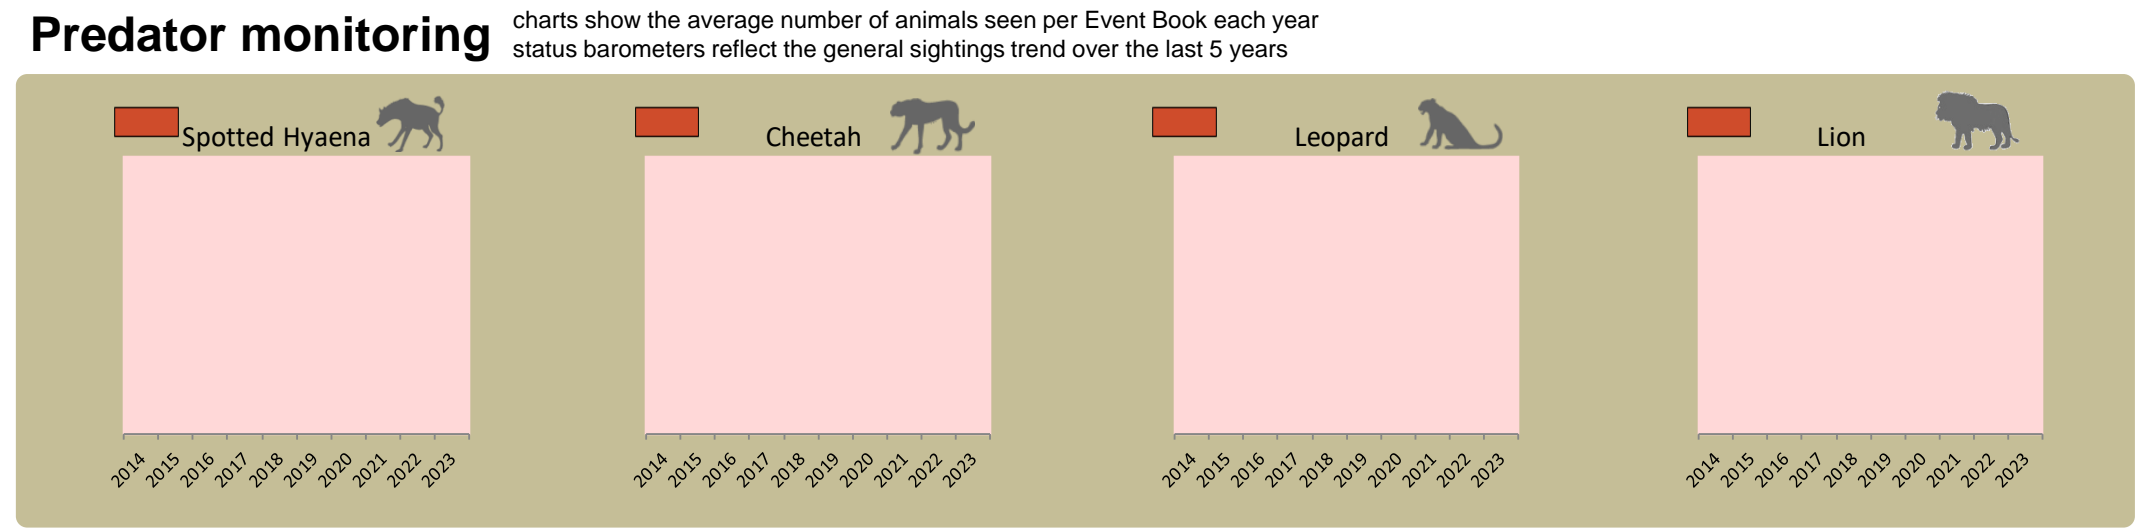 Predator monitoring
charts show the average number of animals seen per Event Book each year
status barometers reflect the general sightings trend over the last 5 years
Spotted Hyaena
2014 2015 2016 2017 2018 2019 2020 2021 2022 2023
Cheetah
2014 2015 2016 2017 2018 2019 2020 2021 2022 2023
Leopard
2014 2015 2016 2017 2018 2019 2020 2021 2022 2023
Lion
2014 2015 2016 2017 2018 2019 2020 2021 2022 2023